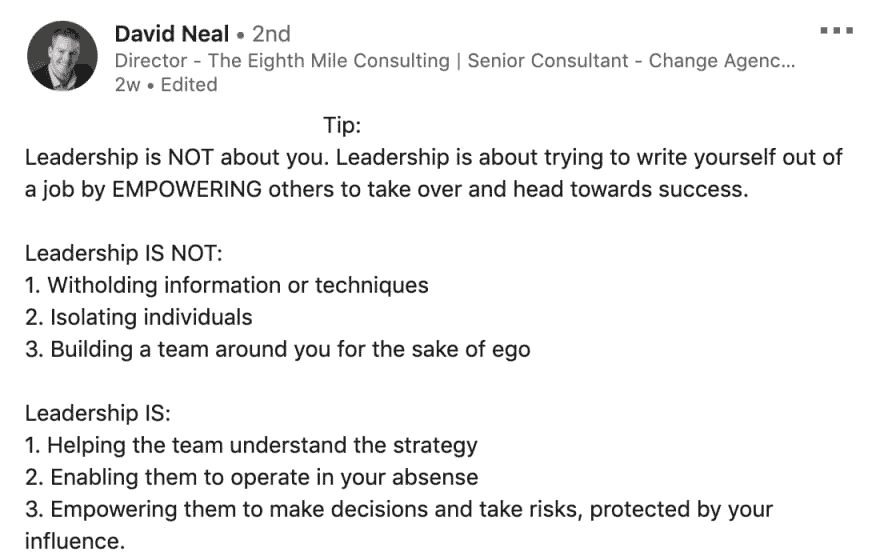 David Neal • 2nd
Director - The Eighth Mile Consulting | Senior Consultant - Change Agenc...
2w • Edited
Tip:
Leadership is NOT about you. Leadership is about trying to write yourself out of
a job by EMPOWERING others to take over and head towards success.
Leadership IS NOT:
1. Witholding information or techniques
2. Isolating individuals
3. Building a team around you for the sake of ego
Leadership IS:
1. Helping the team understand the strategy
2. Enabling them to operate in your absense
3. Empowering them to make decisions and take risks, protected by your
influence.